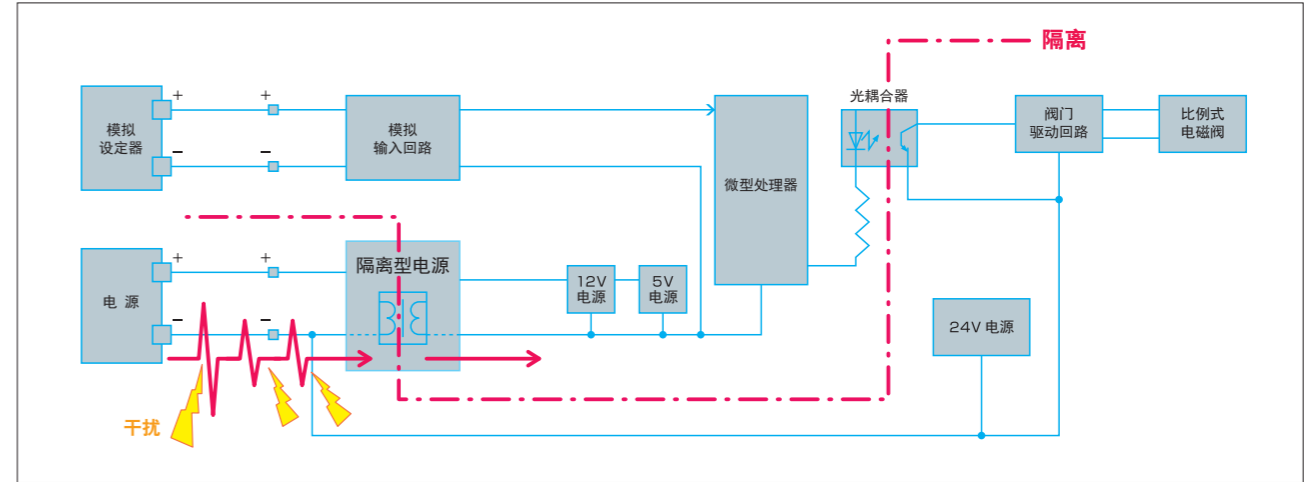 隔离
光耦合器
+
+
模拟
设定器
模拟
输入回路
阀门
驱动回路
比例式
电磁阀
−
−
微型处理器
+
+
隔离型电源
12V
电源
5V
电源
电 源
−
−
24V 电源
干扰